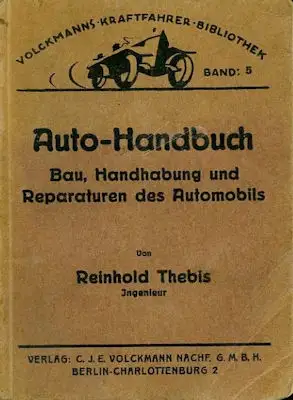 VOLCKMANNS · KRAFTFAHRER · BIBLIOTHEK
BAND: 5
Auto-Handbuch
Bau, Handhabung und
Reparaturen des Automobils
Von
Reinhold Thebis
Ingenieur
VERLAG: C. J. E. VOLCKMANN NACHF. G. M. B. H.
BERLIN-CHARLOTTENBURG 2